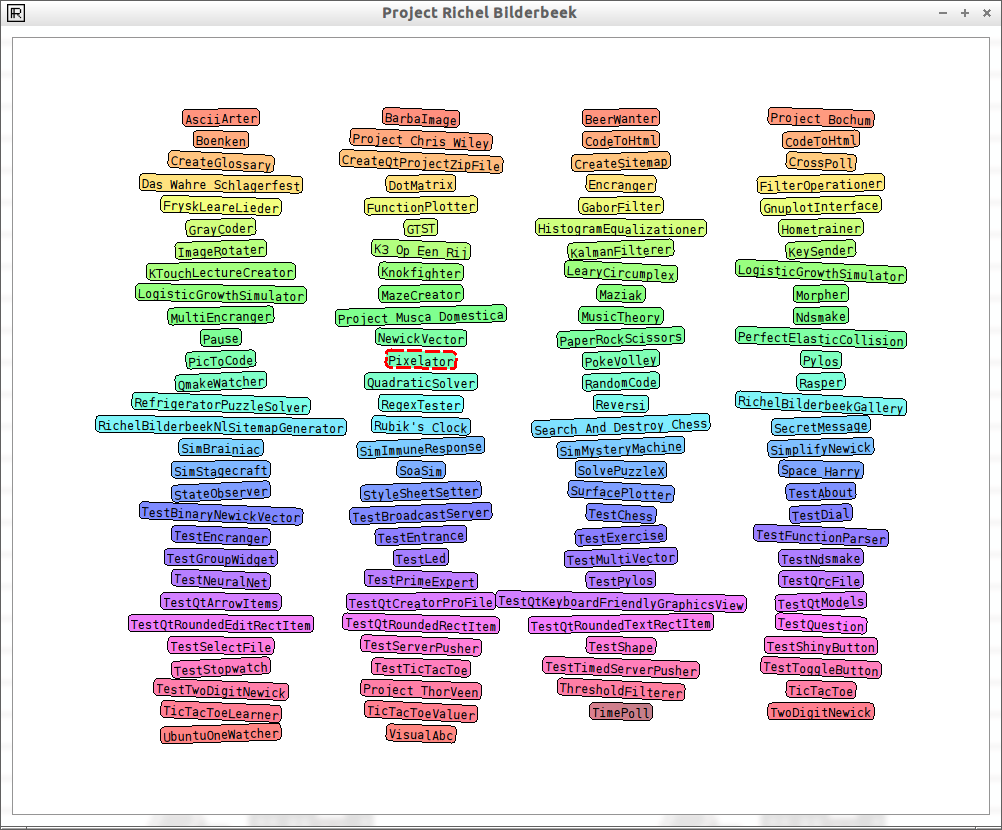 Project Richel Bilderbeek
AsciiArter BarbaImage BeerWanter Project Bochum
Boenken Project Chris Wiley CodeToHtml CodeToHtml
CreateGlossary CreateQtProjectZipFile CreateSitemap CrossPoll
Das Wahre Schlagerfest DotMatrix Encranger FilterOperationer
FryskLeareLieder FunctionPlotter GaborFilter GnuplotInterface
GrayCoder GTST HistogramEqualizationer Hometrainer
ImageRotater K3 Op Een Rij KalmanFilterer KeySender
KTouchLectureCreator Knokfighter LearyCircumplex LogisticGrowthSimulator
LogisticGrowthSimulator MazeCreator Maziak Morpher
MultiEncranger Project Musca Domestica MusicTheory Ndsmake
Pause NewickVector PaperRockScissors PerfectElasticCollision
PicToCode Pixelator PokeVolley Pylos
QmakeWatcher QuadraticSolver RandomCode Rasper
RefrigeratorPuzzleSolver RegexTester Reversi RichelBilderbeekGallery
RichelBilderbeekNlSitemapGenerator Rubik's Clock Search And Destroy Chess SecretMessage
SimBrainiac SimImmuneResponse SimMysteryMachine SimplifyNewick
SimStagecraft SoaSim SolvePuzzleX Space Harry
StateObserver StyleSheetSetter SurfacePlotter TestAbout
TestBinaryNewickVector TestBroadcastServer TestChess TestDial
TestEncranger TestEntrance TestExercise TestFunctionParser
TestGroupWidget TestLed TestMultiVector TestNdsmake
TestNeuralNet TestPrimeExpert TestPylos TestQrcFile
TestQtArrowItems TestQtCreatorProFile TestQtKeyboardFriendlyGraphicsView TestQtModels
TestQtRoundedEditRectItem TestQtRoundedRectItem TestQtRoundedTextRectItem TestQuestion
TestSelectFile TestServerPusher TestShape TestShinyButton
TestStopwatch TestTicTacToe TestTimedServerPusher TestToggleButton
TestTwoDigitNewick Project ThorVeen ThresholdFilterer TicTacToe
TicTacToeLearner TicTacToeValuer TimePoll TwoDigitNewick
UbuntuOneWatcher VisualAbc